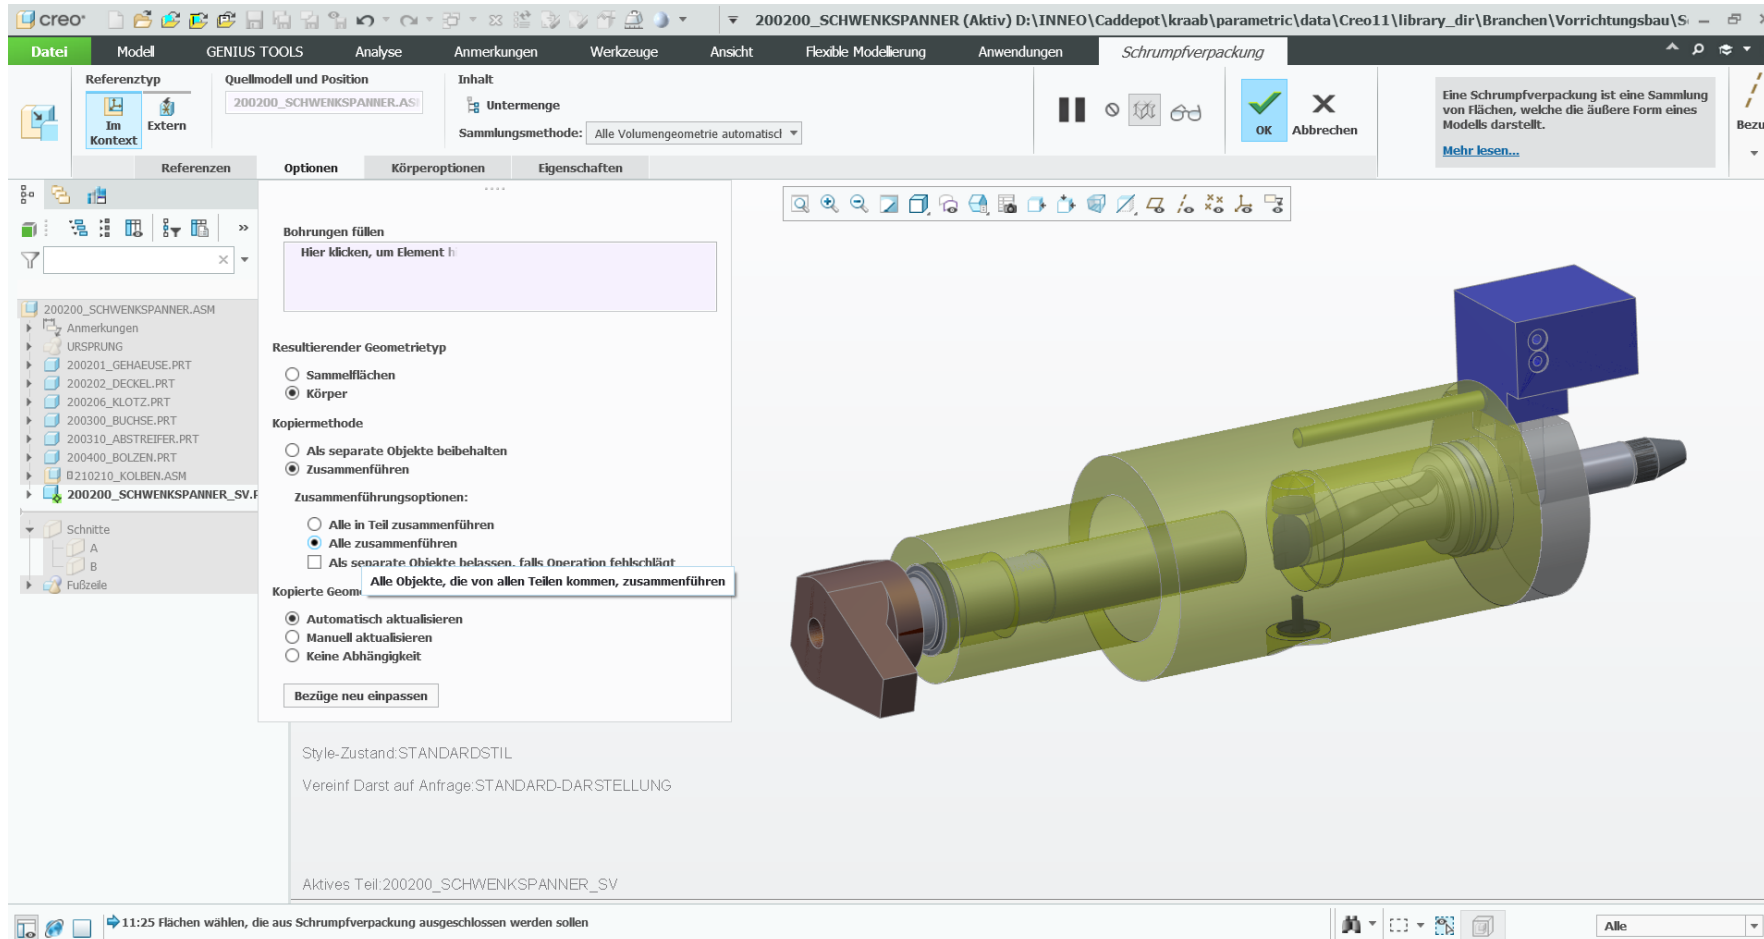 creo®
200200_SCHWENKSPANNER (Aktiv) D:\INNEO\Caddepot\kraab\parametric\data\Creo11\library_dir\Branchen\Vorrichtungsbau\S
Datei Modell GENIUS TOOLS Analyse Anmerkungen Werkzeuge Ansicht Flexible Modellierung Anwendungen Schrumpfverpackung
Referenztyp Quellmodell und Position Inhalt
Im Kontext
Extern
200200_SCHWENKSPANNER.AS
Untermenge
Sammlungsmethode: Alle Volumengeometrie automatiscl
OK
Abbrechen
Eine Schrumpfverpackung ist eine Sammlung
von Flächen, welche die äußere Form eines
Modells darstellt.
Mehr lesen...
Bezu
Referenzen Optionen Körperoptionen Eigenschaften
Bohrungen füllen
Hier klicken, um Element h
Resultierender Geometrietyp
Sammelflächen
Körper
Kopiermethode
Als separate Objekte beibehalten
Zusammenführen
Zusammenführungsoptionen:
Alle in Teil zusammenführen
Alle zusammenführen
Als separate Objekte belassen, falls Operation fehlschlägt
Alle Objekte, die von allen Teilen kommen, zusammenführen
Kopierte Geom
Automatisch aktualisieren
Manuell aktualisieren
Keine Abhängigkeit
Bezüge neu einpassen
200200_SCHWENKSPANNER.ASM
Anmerkungen
URSPRUNG
200201_GEHAEUSE.PRT
200202_DECKEL.PRT
200206_KLOTZ.PRT
200300_BUCHSE.PRT
200310_ABSTREIFER.PRT
200400_BOLZEN.PRT
210210_KOLBEN.ASM
200200_SCHWENKSPANNER_SV.P
Schnitte
A
B
Fußzeile
Style-Zustand:STANDARDSTIL
Vereinf Darst auf Anfrage:STANDARD-DARSTELLUNG
Aktives Teil:200200_SCHWENKSPANNER_SV
11:25 Flächen wählen, die aus Schrumpfverpackung ausgeschlossen werden sollen
Alle